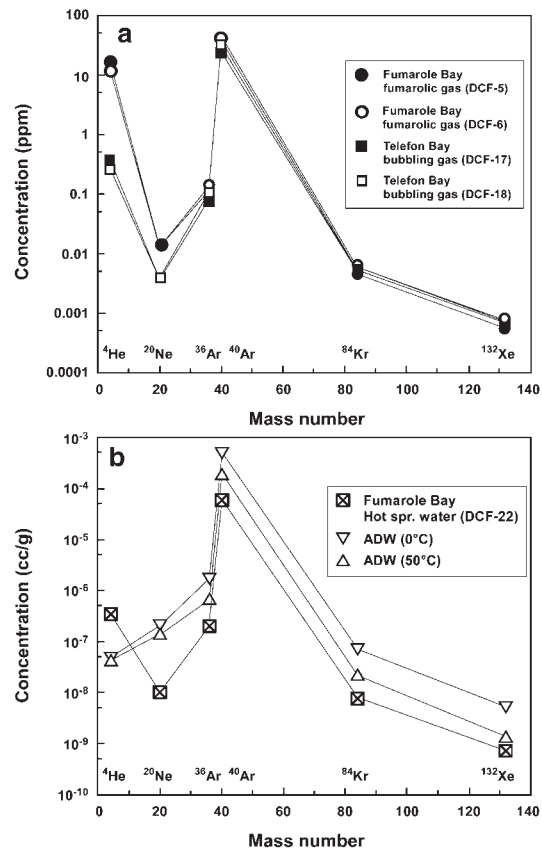 a
100
10
1
0.1
0.01
0.001
0.0001
Concentration (ppm)
Fumarole Bay
fumarolic gas (DCF-5)
Fumarole Bay
fumarolic gas (DCF-6)
Telefon Bay
bubbling gas (DCF-17)
Telefon Bay
bubbling gas (DCF-18)
⁴He ²⁰Ne ³⁶Ar ⁴⁰Ar ⁸⁴Kr ¹³²Xe
0 20 40 60 80 100 120 140
Mass number
b
10⁻³
10⁻⁴
10⁻⁵
10⁻⁶
10⁻⁷
10⁻⁸
10⁻⁹
10⁻¹⁰
Concentration (cc/g)
Fumarole Bay
Hot spr. water (DCF-22)
ADW (0°C)
ADW (50°C)
⁴He ²⁰Ne ³⁶Ar ⁴⁰Ar ⁸⁴Kr ¹³²Xe
0 20 40 60 80 100 120 140
Mass number